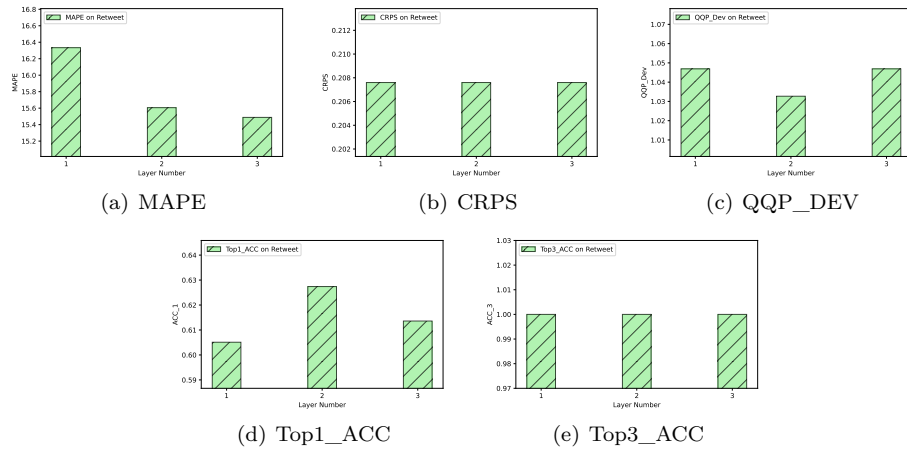 MAPE on Retweet
16.8
16.6
16.4
16.2
16.0
15.8
15.6
15.4
15.2
MAPE
1 2 3
Layer Number
(a) MAPE
CRPS on Retweet
0.212
0.210
0.208
0.206
0.204
0.202
CRPS
1 2 3
Layer Number
(b) CRPS
QQP_Dev on Retweet
1.07
1.06
1.05
1.04
1.03
1.02
1.01
QQP_Dev
1 2 3
Layer Number
(c) QQP_DEV
Top1_ACC on Retweet
0.64
0.63
0.62
0.61
0.60
0.59
ACC_1
1 2 3
Layer Number
(d) Top1_ACC
Top3_ACC on Retweet
1.03
1.02
1.01
1.00
0.99
0.98
0.97
ACC_3
1 2 3
Layer Number
(e) Top3_ACC